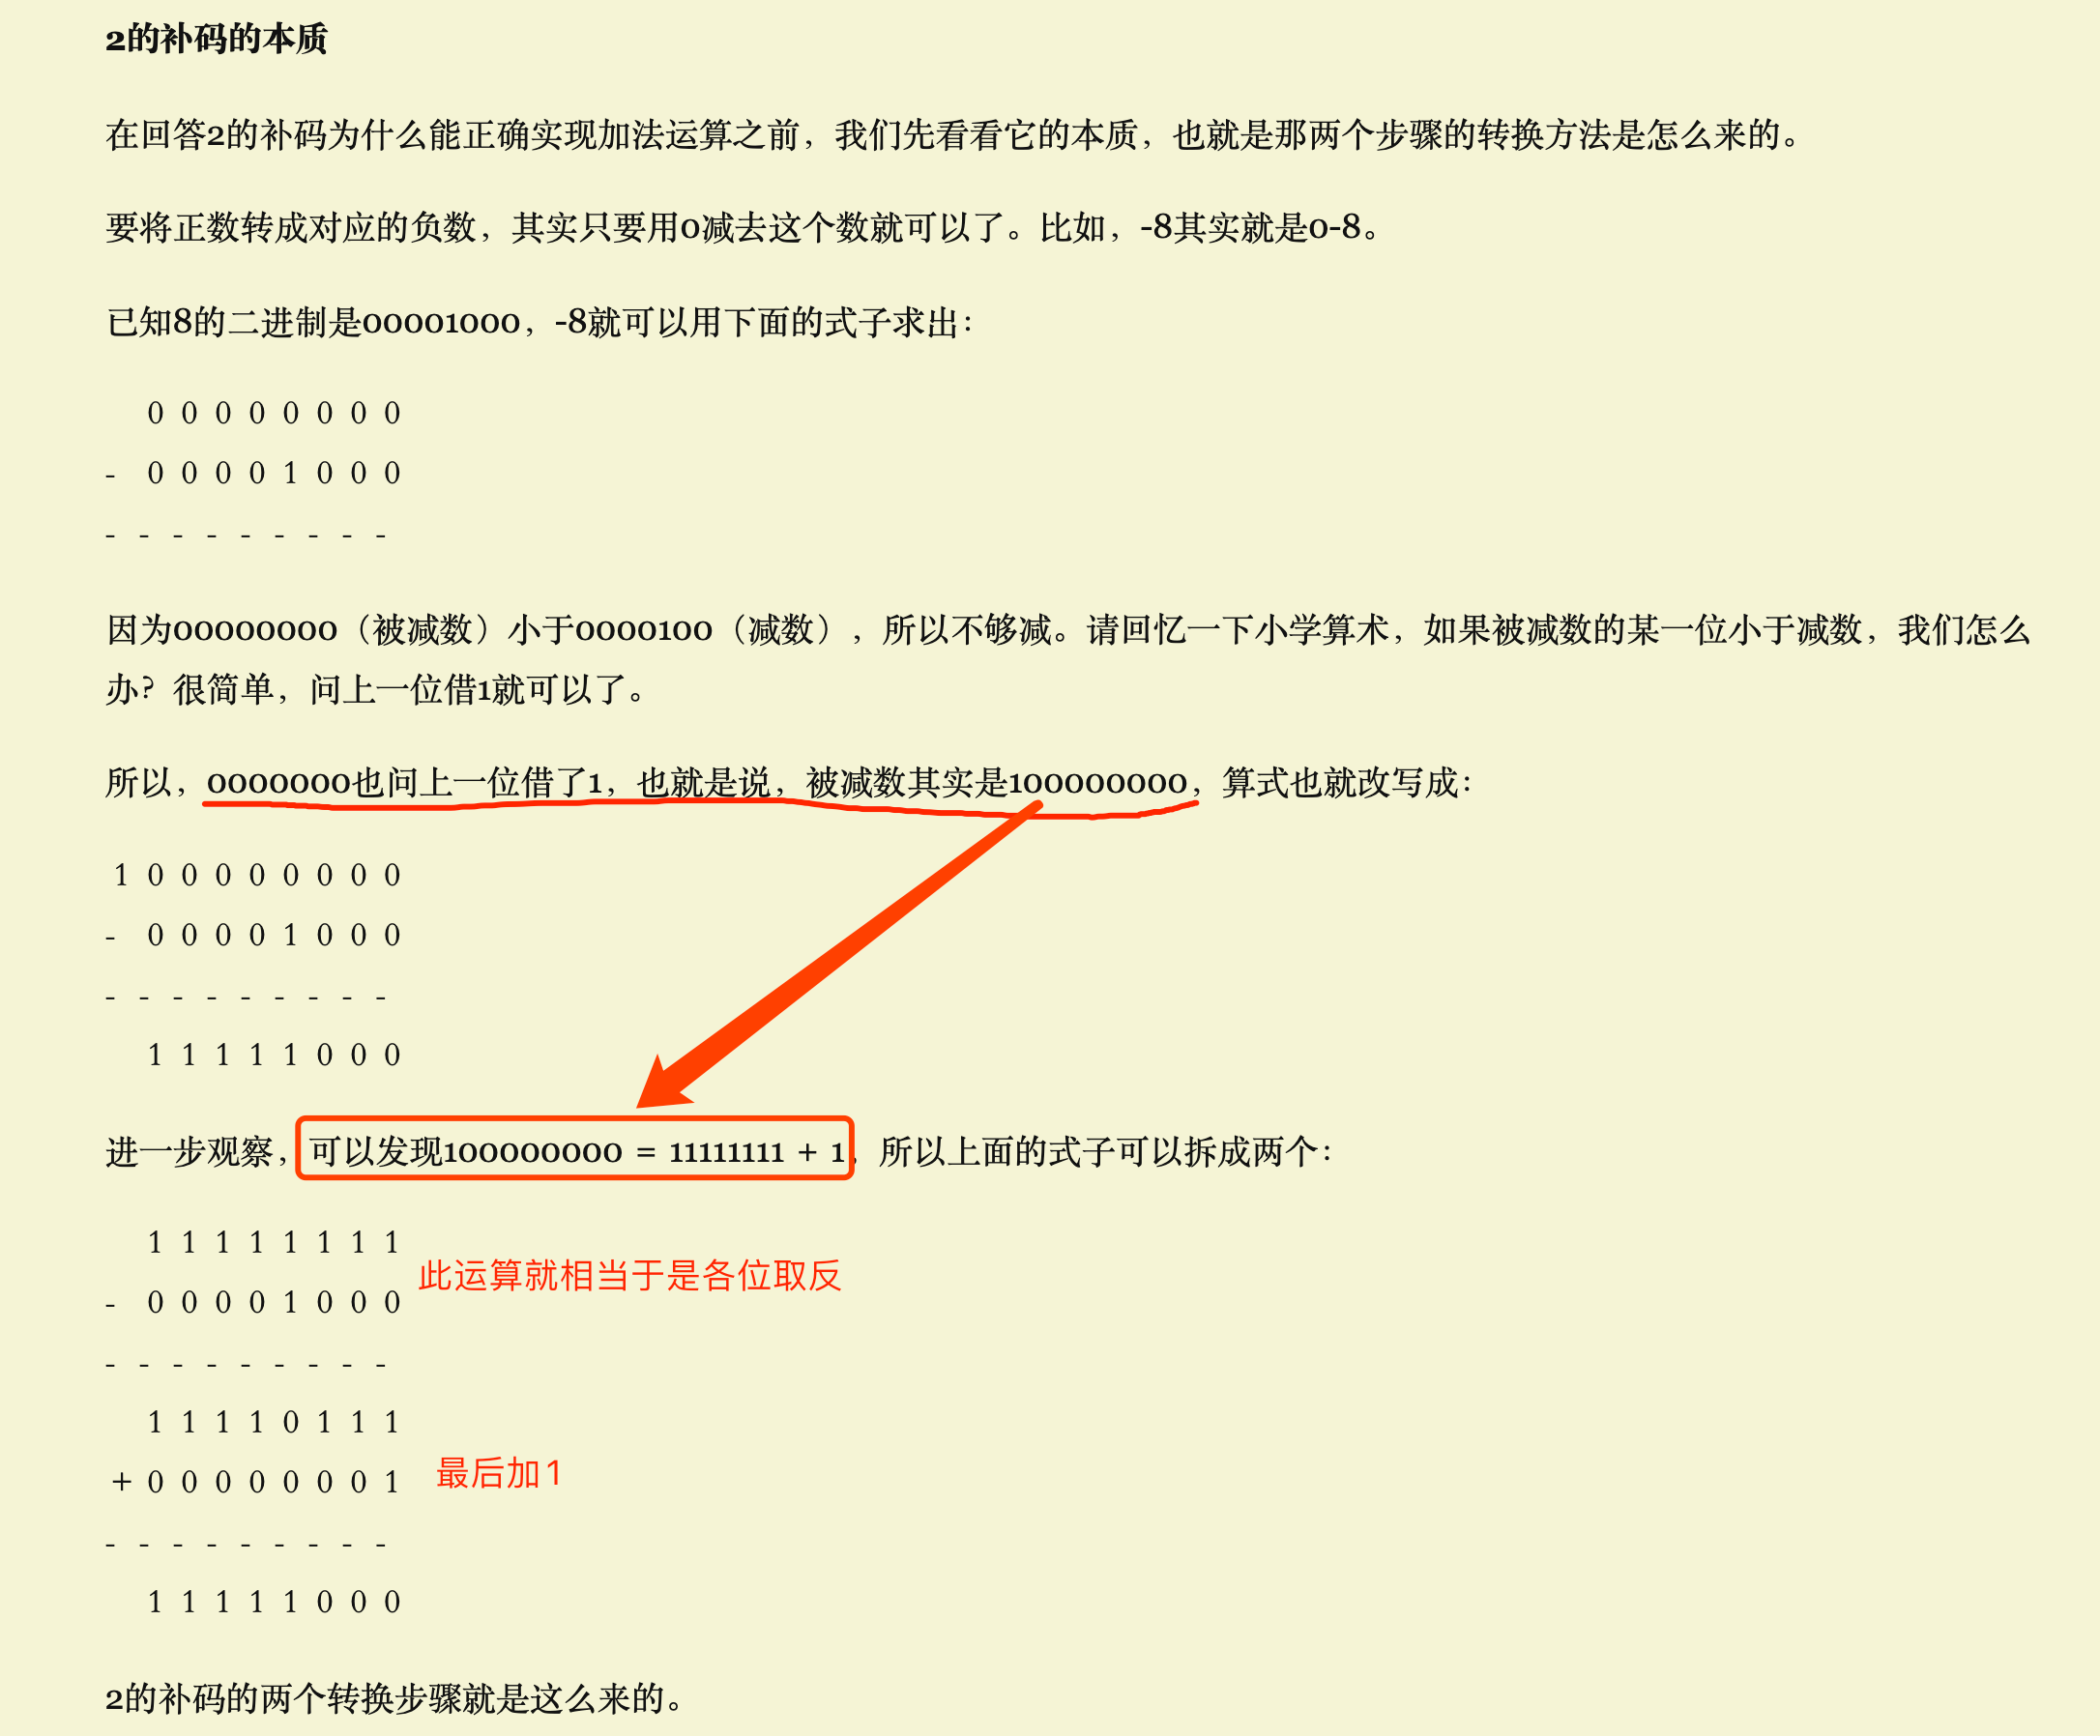 2的补码的本质
在回答2的补码为什么能正确实现加法运算之前，我们先看看它的本质，也就是那两个步骤的转换方法是怎么来的。
要将正数转成对应的负数，其实只要用0减去这个数就可以了。比如，-8其实就是0-8。
已知8的二进制是00001000，-8就可以用下面的式子求出：
0 0 0 0 0 0 0 0
- 0 0 0 0 1 0 0 0
- - - - - - - - -
因为00000000（被减数）小于0000100（减数），所以不够减。请回忆一下小学算术，如果被减数的某一位小于减数，我们怎么
办？很简单，问上一位借1就可以了。
所以，0000000也问上一位借了1，也就是说，被减数其实是100000000，算式也就改写成：
1 0 0 0 0 0 0 0 0
- 0 0 0 0 1 0 0 0
- - - - - - - - -
1 1 1 1 1 0 0 0
进一步观察，可以发现100000000 = 11111111 + 1，所以上面的式子可以拆成两个：
1 1 1 1 1 1 1 1
此运算就相当于是各位取反
- 0 0 0 0 1 0 0 0
- - - - - - - - -
1 1 1 1 0 1 1 1
+ 0 0 0 0 0 0 0 1 最后加1
- - - - - - - - -
1 1 1 1 1 0 0 0
2的补码的两个转换步骤就是这么来的。